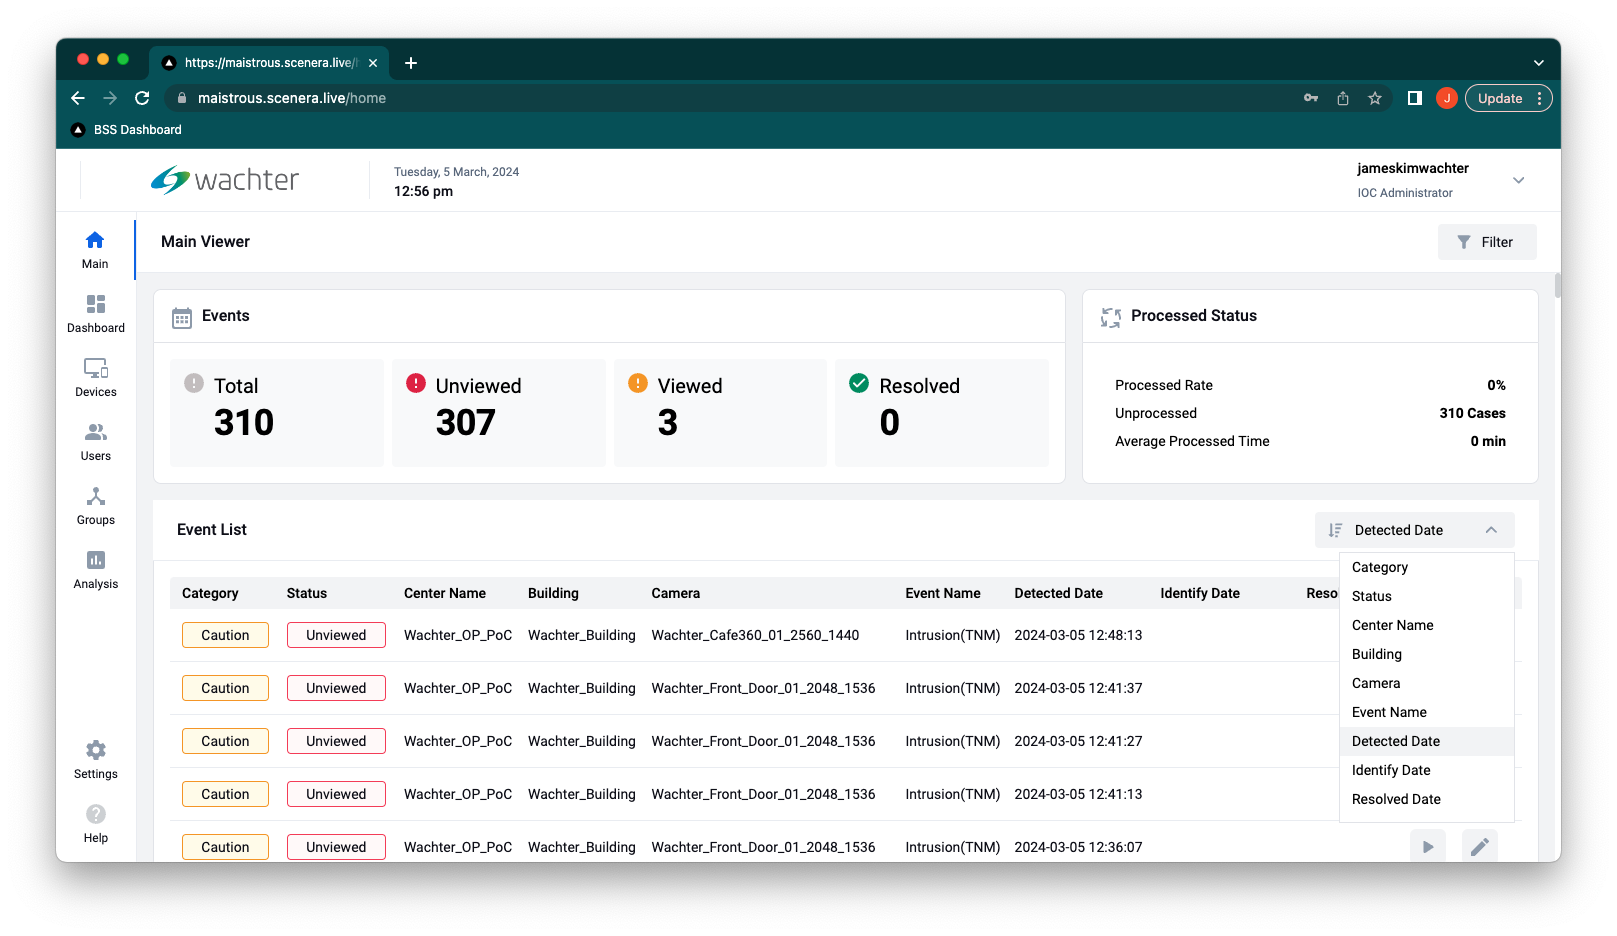 https://maistrous.scenera.live/
maistrous.scenera.live/home
J
Update
BSS Dashboard
wachter
Tuesday, 5 March, 2024
12:56 pm
jameskimwachter
IOC Administrator
Main
Dashboard
Devices
Users
Groups
Analysis
Settings
Help
Main Viewer
Filter
Events
Total
310
Unviewed
307
Viewed
3
Resolved
0
Processed Status
Processed Rate 0%
Unprocessed 310 Cases
Average Processed Time 0 min
Event List
Detected Date
Category
Status
Center Name
Building
Camera
Event Name
Detected Date
Identify Date
Resolved Date
Category Status Center Name Building Camera Event Name Detected Date Identify Date
Caution Unviewed Wachter_OP_PoC Wachter_Building Wachter_Cafe360_01_2560_1440 Intrusion(TNM) 2024-03-05 12:48:13
Caution Unviewed Wachter_OP_PoC Wachter_Building Wachter_Front_Door_01_2048_1536 Intrusion(TNM) 2024-03-05 12:41:37
Caution Unviewed Wachter_OP_PoC Wachter_Building Wachter_Front_Door_01_2048_1536 Intrusion(TNM) 2024-03-05 12:41:27
Caution Unviewed Wachter_OP_PoC Wachter_Building Wachter_Front_Door_01_2048_1536 Intrusion(TNM) 2024-03-05 12:41:13
Caution Unviewed Wachter_OP_PoC Wachter_Building Wachter_Front_Door_01_2048_1536 Intrusion(TNM) 2024-03-05 12:36:07